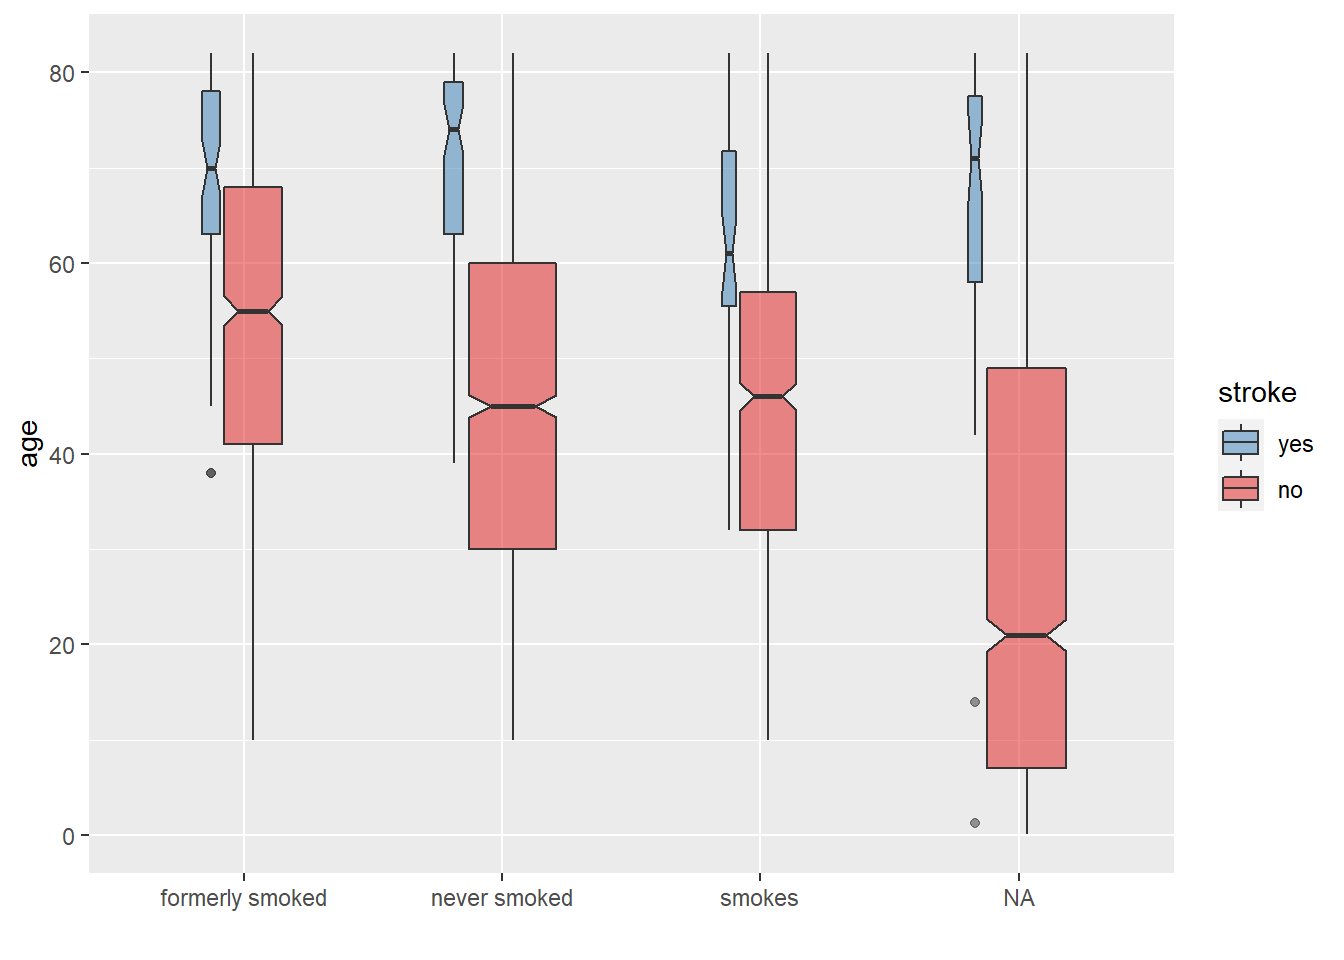 80
60
40
20
0
age
formerly smoked
never smoked
smokes
NA
stroke
yes
no